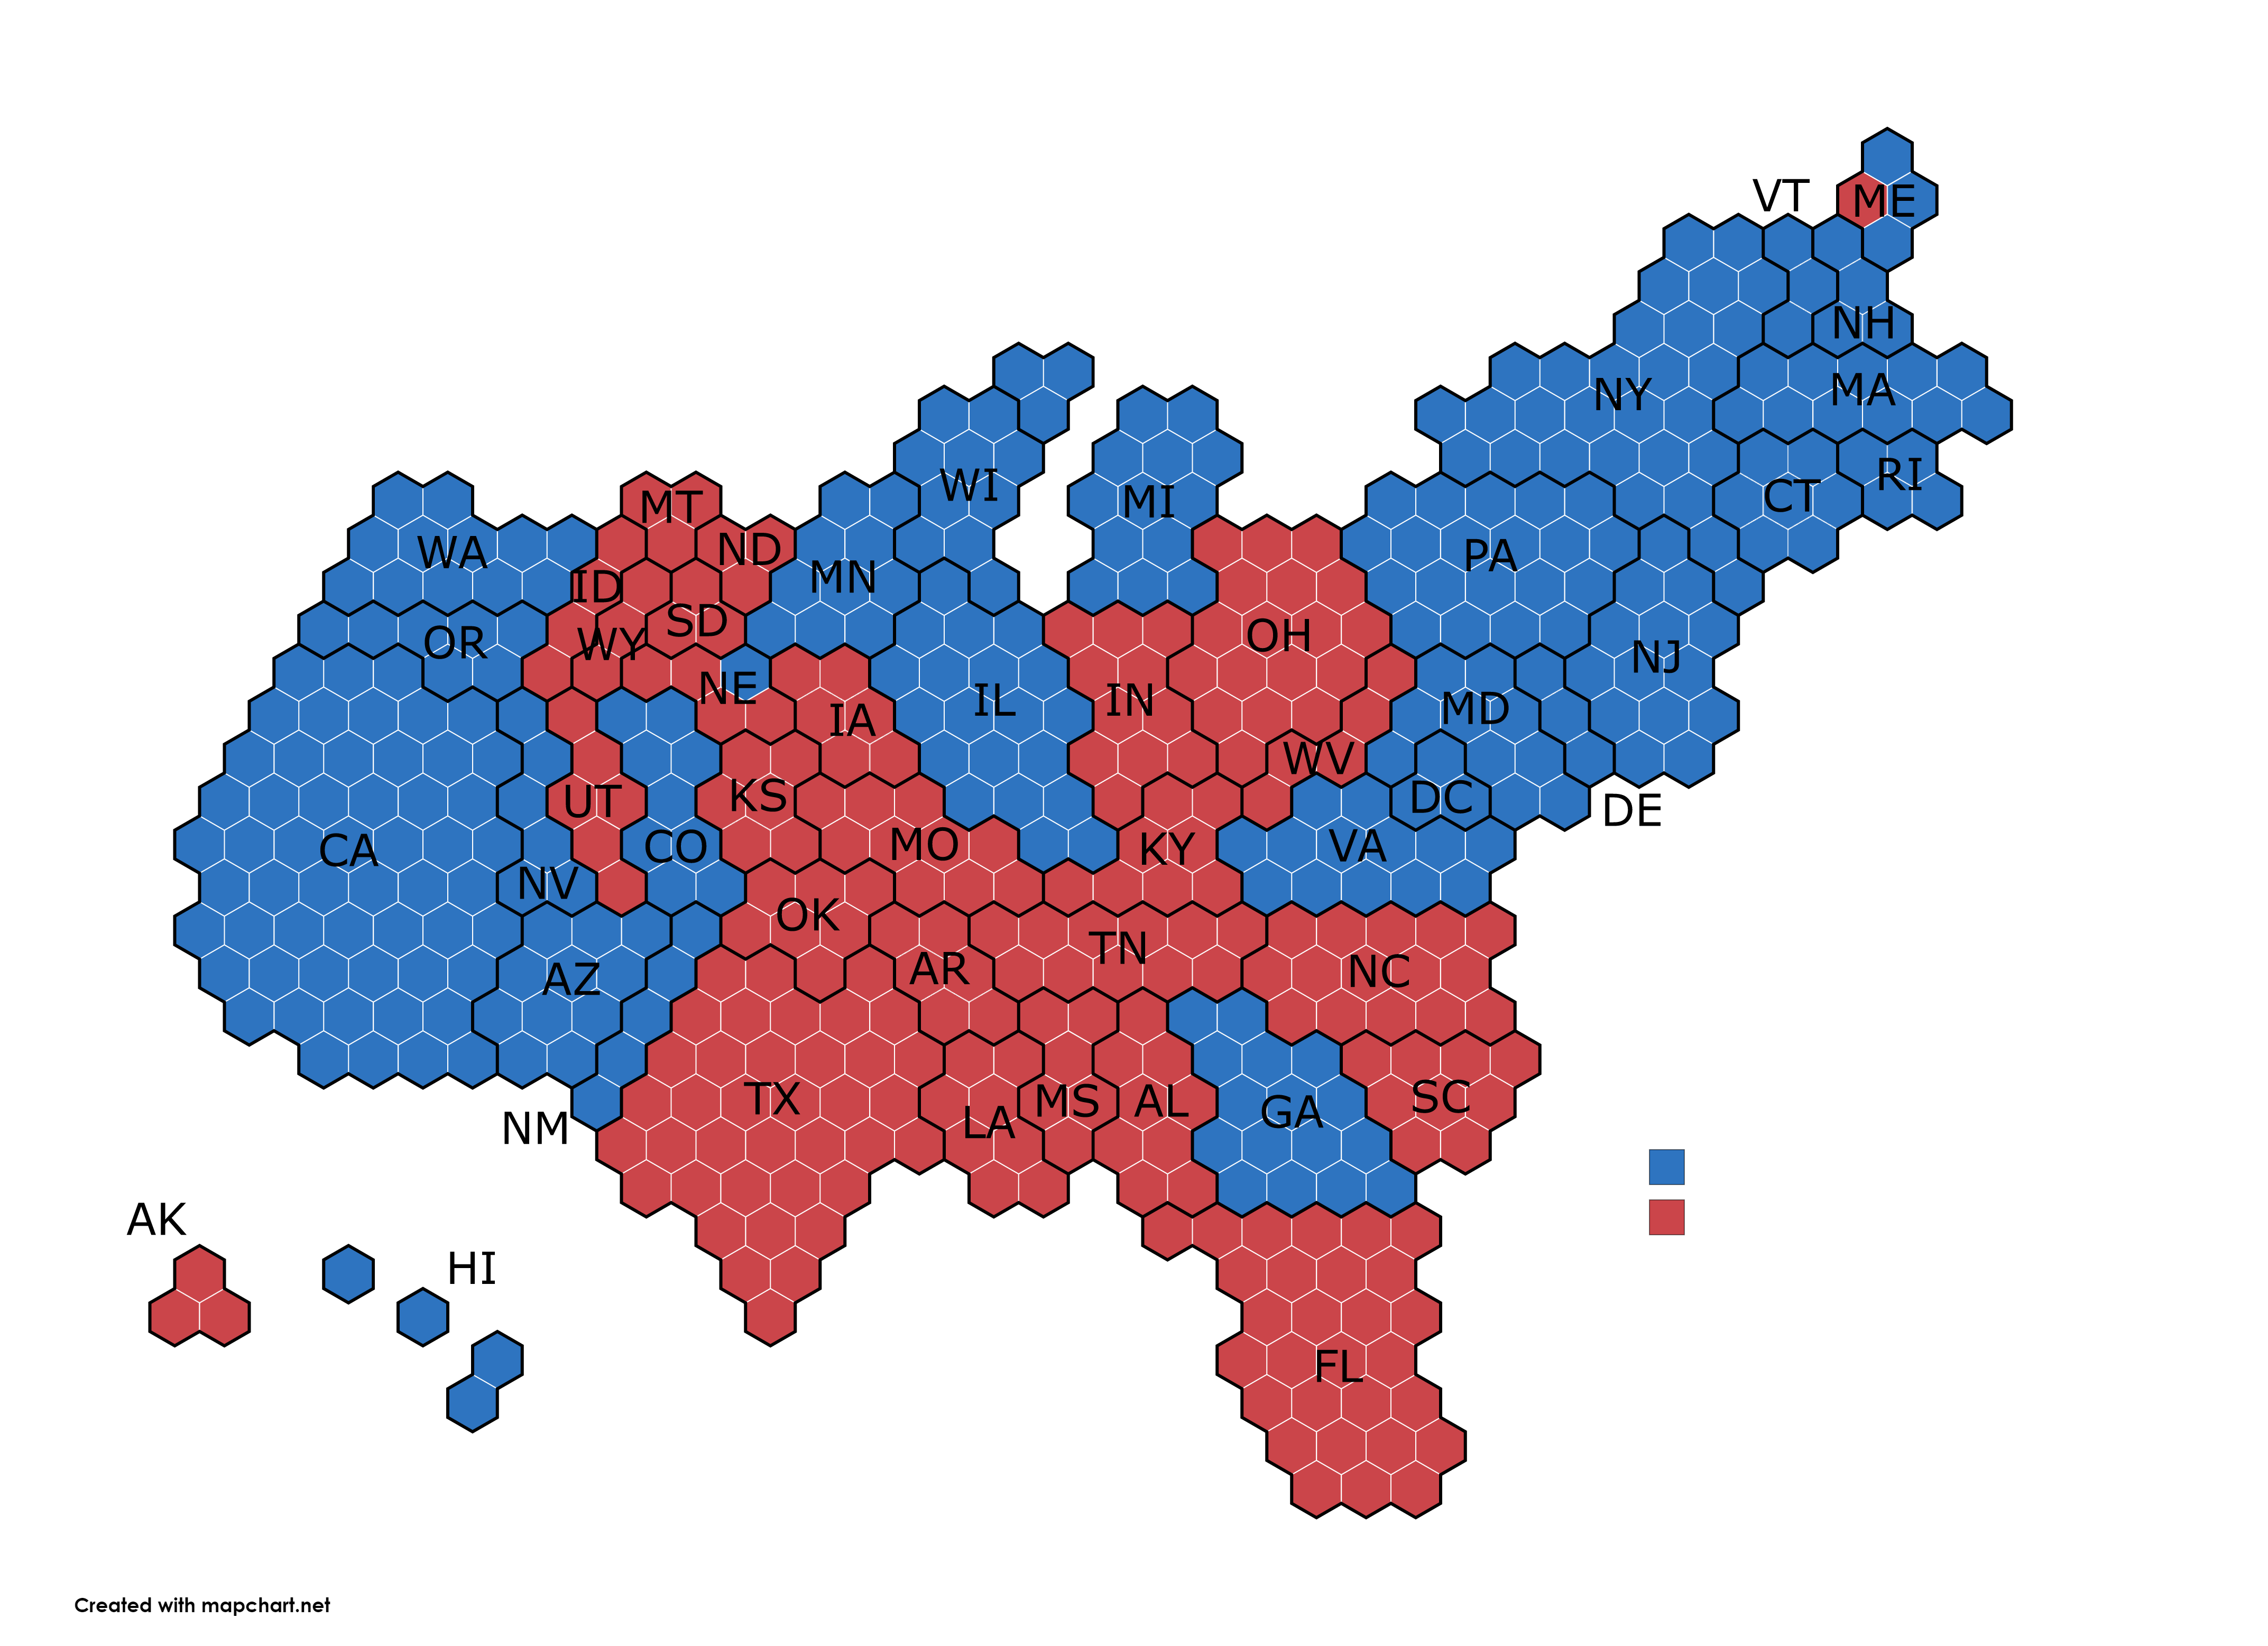 VT
ME
NH
NY
MA
WI
RI
MI
CT
MT
ND
WA
PA
MN
ID
SD
OH
OR
WY
NJ
NE
IL
IN
MD
IA
WV
KS
DC
UT
DE
MO
VA
CO
KY
CA
NV
OK
TN
AR
NC
AZ
TX
MS
AL
SC
GA
LA
NM
AK
HI
FL
Created with mapchart.net